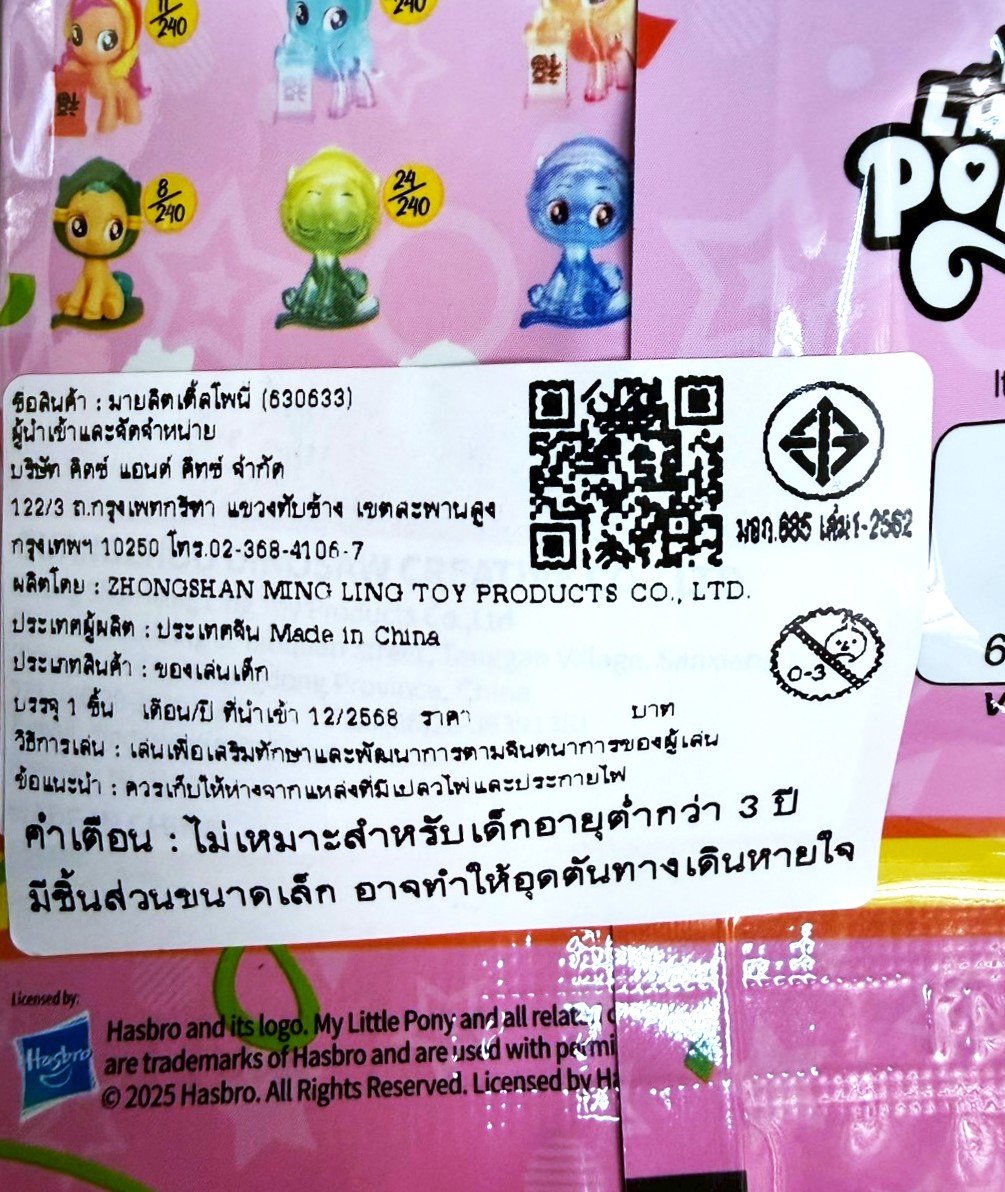 11/240
240
8/240
24/240
PO
ชื่อสินค้า : มายลิตเติ้ลโพนี่ (630633)
ผู้นำเข้าและจัดจำหน่าย
บริษัท คิตซ์ แอนด์ คิทซ์ จำกัด
122/3 ถ.กรุงเทพกรีฑา แขวงทับช้าง เขตสะพานสูง
กรุงเทพฯ 10250 โทร.02-368-4106-7
มอก.685 เล่ม1-2562
ผลิตโดย : ZHONGSHAN MING LING TOY PRODUCTS CO., LTD.
ประเทศผู้ผลิต : ประเทศจีน Made in China
ประเภทสินค้า : ของเล่นเด็ก
0-3
บรรจุ 1 ชิ้น เดือน/ปี ที่นำเข้า 12/2568 ราคา บาท
วิธีการเล่น : เล่นเพื่อเสริมทักษาและพัฒนาการตามจินตนาการของผู้เล่น
ข้อแนะนำ : ควรเก็บให้ห่างจากแหล่งที่มีเปลวไฟและประกายไฟ
คำเตือน : ไม่เหมาะสำหรับเด็กอายุต่ำกว่า 3 ปี
มีชิ้นส่วนขนาดเล็ก อาจทำให้อุดตันทางเดินหายใจ
Licensed by:
Hasbro
Hasbro and its logo. My Little Pony and all
are trademarks of Hasbro and are used with
© 2025 Hasbro. All Rights Reserved. Licensed by